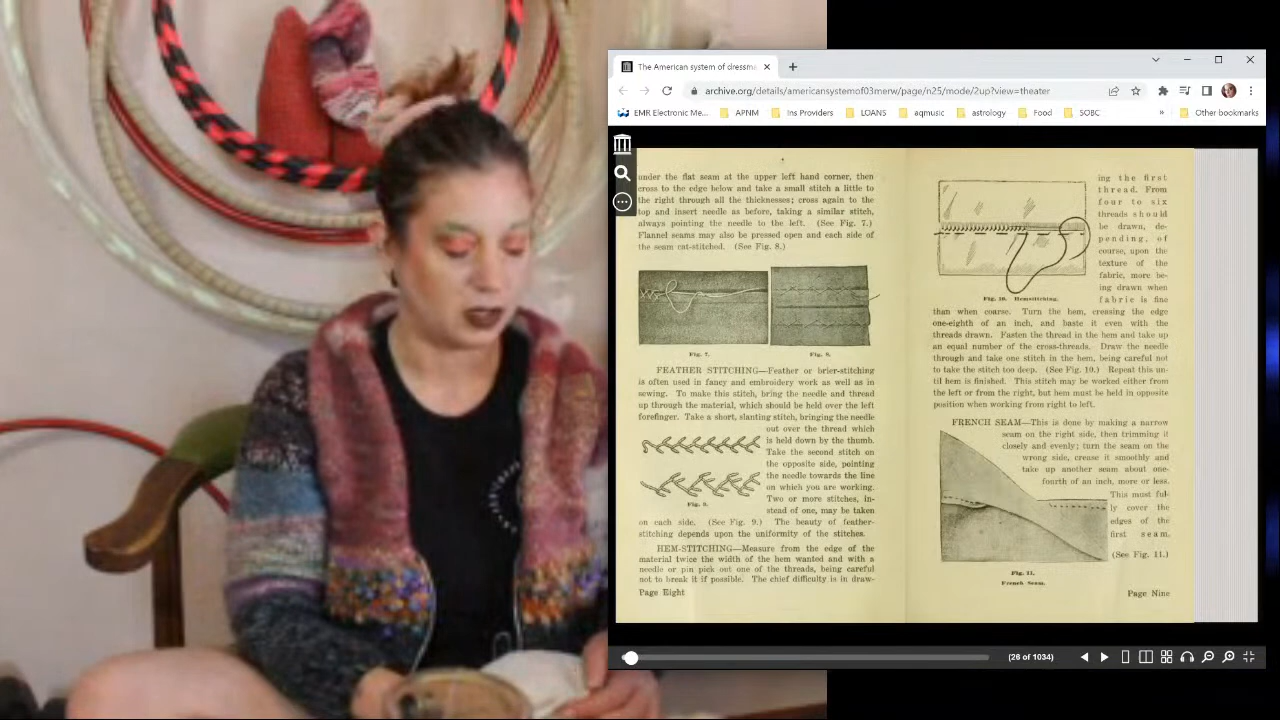 The American system of dressm
archive.org/details/americansystemof03merw/page/n25/mode/2up?view=theater
EMR Electronic Me...
APNM
Ins Providers
LOANS
aqmusic
astrology
Food
SOBC
»
Other bookmarks
under the flat seam at the upper left hand corner, then
cross to the edge below and take a small stitch a little to
the right through all the thicknesses; cross again to the
top and insert needle as before, taking a similar stitch,
always pointing the needle to the left. (See Fig. 7.)
Flannel seams may also be pressed open and each side of
the seam cat-stitched. (See Fig. 8.)
Fig. 7.
Fig. 8.
FEATHER STITCHING—Feather or brier-stitching
is often used in fancy and embroidery work as well as in
sewing. To make this stitch, bring the needle and thread
up through the material, which should be held over the left
forefinger. Take a short, slanting stitch, bringing the needle
out over the thread which
is held down by the thumb.
Take the second stitch on
the opposite side, pointing
the needle towards the line
on which you are working.
Two or more stitches, in-
stead of one, may be taken
Fig. 9.
on each side. (See Fig. 9.) The beauty of feather-
stitching depends upon the uniformity of the stitches.
HEM-STITCHING—Measure from the edge of the
material twice the width of the hem wanted and with a
needle or pin pick out one of the threads, being careful
not to break it if possible. The chief difficulty is in draw-
Page Eight
ing the first
thread. From
four to six
threads should
be drawn, de-
pending, of
course, upon the
texture of the
fabric, more be-
ing drawn when
fabric is fine
Fig. 10. Hemstitching.
than when coarse. Turn the hem, creasing the edge
one-eighth of an inch, and baste it even with the
threads drawn. Fasten the thread in the hem and take up
an equal number of the cross-threads. Draw the needle
through and take one stitch in the hem, being careful not
to take the stitch too deep. (See Fig. 10.) Repeat this un-
til hem is finished. This stitch may be worked either from
the left or from the right, but hem must be held in opposite
position when working from right to left.
FRENCH SEAM—This is done by making a narrow
seam on the right side, then trimming it
closely and evenly; turn the seam on the
wrong side, crease it smoothly and
take up another seam about one-
fourth of an inch, more or less.
This must ful-
ly cover the
edges of the
first seam.
(See Fig. 11.)
Fig. 11.
French Seam.
Page Nine
(26 of 1034)